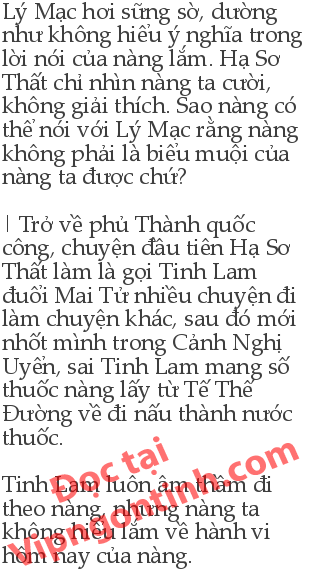 Lý Mạc hơi sững sờ, dường
như không hiểu ý nghĩa trong
lời nói của nàng lắm. Hạ Sơ
Thất chỉ nhìn nàng ta cười,
không giải thích. Sao nàng có
thể nói với Lý Mạc rằng nàng
không phải là biểu muội của
nàng ta được chứ?
| Trở về phủ Thành quốc
công, chuyện đầu tiên Hạ Sơ
Thất làm là gọi Tinh Lam
đuổi Mai Tử nhiều chuyện đi
làm chuyện khác, sau đó mới
nhốt mình trong Cảnh Nghị
Uyển, sai Tinh Lam mang số
thuốc nàng lấy từ Tế Thế
Đường về đi nấu thành nước
thuốc.
Tinh Lam luôn âm thầm đi
theo nàng, nhưng nàng ta
không hiểu lắm về hành vi
hôm nay của nàng.
Đọc tại
Vipngontinh.com